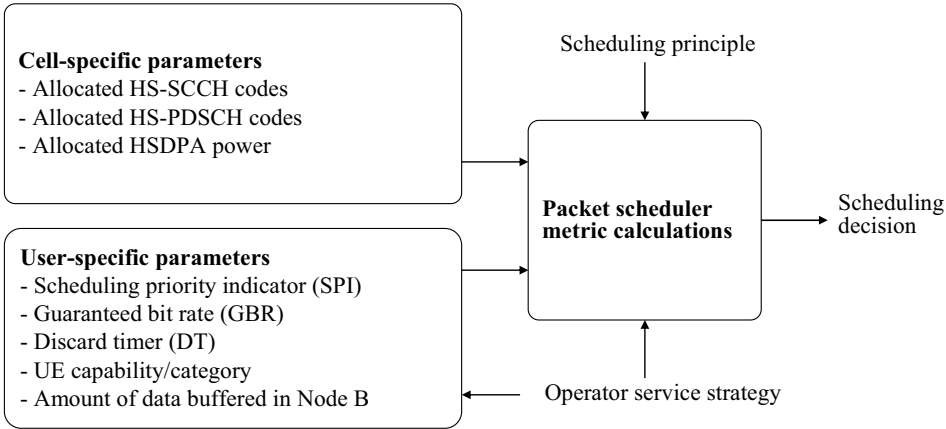 Cell-specific parameters
- Allocated HS-SCCH codes
- Allocated HS-PDSCH codes
- Allocated HSDPA power
Scheduling principle
Packet scheduler
metric calculations
Scheduling
decision
User-specific parameters
- Scheduling priority indicator (SPI)
- Guaranteed bit rate (GBR)
- Discard timer (DT)
- UE capability/category
- Amount of data buffered in Node B
Operator service strategy